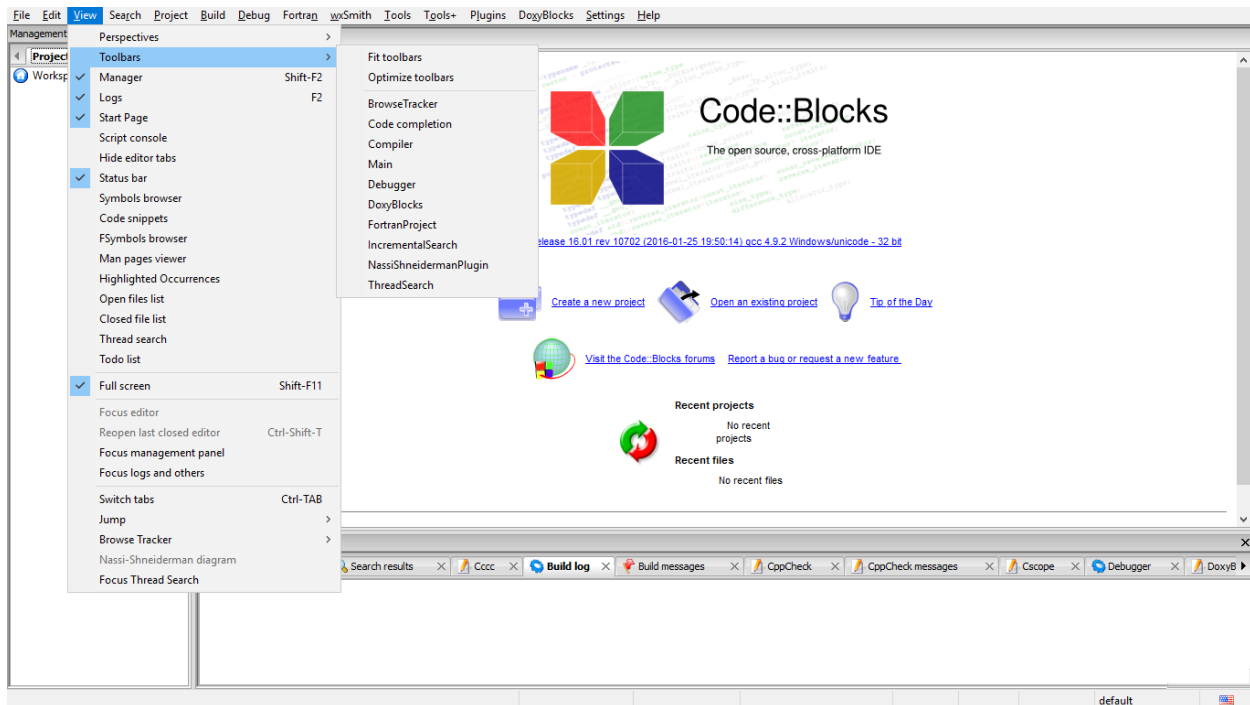 File Edit View Search Project Build Debug Fortran wxSmith Tools Tools+ Plugins DoxyBlocks Settings Help
Management
Perspectives
Toolbars
Manager Shift-F2
Logs F2
Start Page
Script console
Hide editor tabs
Status bar
Symbols browser
Code snippets
FSymbols browser
Man pages viewer
Highlighted Occurrences
Open files list
Closed file list
Thread search
Todo list
Full screen Shift-F11
Focus editor
Reopen last closed editor Ctrl-Shift-T
Focus management panel
Focus logs and others
Switch tabs Ctrl-TAB
Jump
Browse Tracker
Nassi-Shneiderman diagram
Focus Thread Search
Fit toolbars
Optimize toolbars
BrowseTracker
Code completion
Compiler
Main
Debugger
DoxyBlocks
FortranProject
IncrementalSearch
NassiShneidermanPlugin
ThreadSearch
Code::Blocks
The open source, cross-platform IDE
elease 16.01 rev 10702 (2016-01-25 19:50:14) gcc 4.9.2 Windows/unicode - 32 bit
Create a new project Open an existing project Tip of the Day
Visit the Code::Blocks forums Report a bug or request a new feature
Recent projects
No recent
projects
Recent files
No recent files
Search results Cccc Build log Build messages CppCheck CppCheck messages Cscope Debugger DoxyB
default